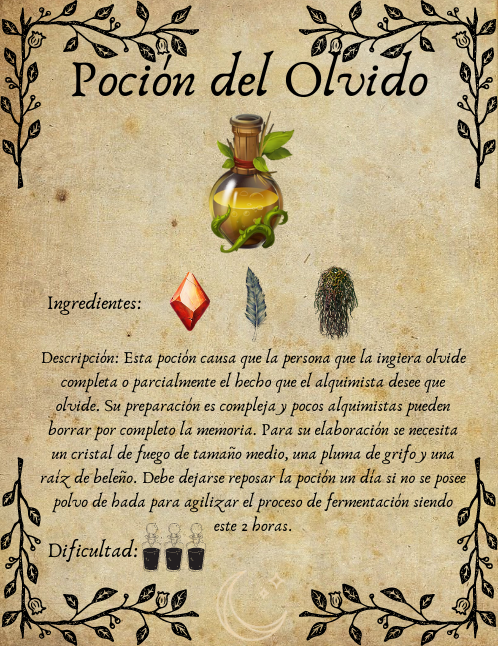 Poción del Olvido
Ingredientes:
Descripción: Esta poción causa que la persona que la ingiera olvide
completa o parcialmente el hecho que el alquimista desee que
olvide. Su preparación es compleja y pocos alquimistas pueden
borrar por completo la memoria. Para su elaboración se necesita
un cristal de fuego de tamaño medio, una pluma de grifo y una
raíz de beleño. Debe dejarse reposar la poción un día si no se posee
polvo de hada para agilizar el proceso de fermentación siendo
este 2 horas.
Dificultad: